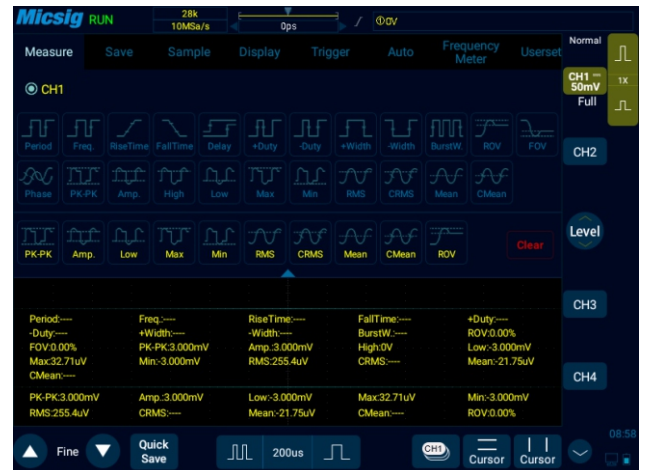 Micsig RUN 28k 10MSa/s 0ps ①0V
Measure Save Sample Display Trigger Auto Frequency Meter Userset
Normal
CH1 50mV 1X
Full
CH1
Period Freq. RiseTime FallTime Delay +Duty -Duty +Width -Width BurstW. ROV FOV
CH2
Phase PK-PK Amp. High Low Max Min RMS CRMS Mean CMean
PK-PK Amp. Low Max Min RMS CRMS Mean CMean ROV Clear
Level
CH3
Period:---- Freq.:---- RiseTime:---- FallTime:---- +Duty:----
-Duty:---- +Width:---- -Width:---- BurstW.:---- ROV:0.00%
FOV:0.00% PK-PK:3.000mV Amp.:3.000mV High:0V Low:-3.000mV
Max:32.71uV Min:-3.000mV RMS:255.4uV CRMS:---- Mean:-21.75uV
CMean:----
CH4
PK-PK:3.000mV Amp.:3.000mV Low:-3.000mV Max:32.71uV Min:-3.000mV
RMS:255.4uV CRMS:---- Mean:-21.75uV CMean:---- ROV:0.00%
08:58
Fine Quick Save 200us CH1 Cursor Cursor